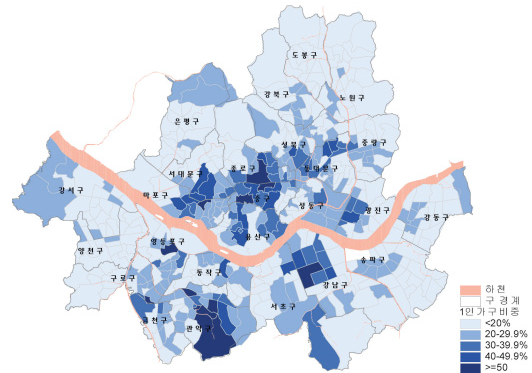 도봉구
강북구
노원구
은평구
성북구
중랑구
서대문구
종로구
동대문구
강서구
마포구
중구
성동구
광진구
강동구
양천구
영등포구
용산구
송파구
구로구
동작구
강남구
서초구
금천구
관악구
하천
구경계
1인가구비중
<20%
20-29.9%
30-39.9%
40-49.9%
>=50